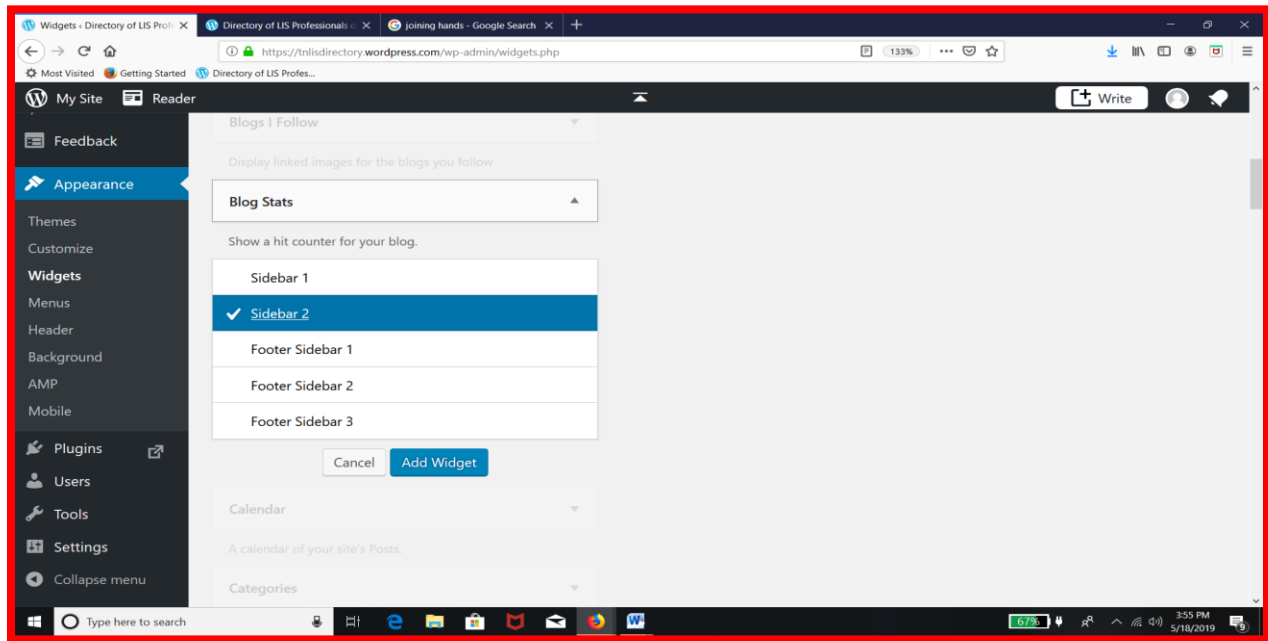 Widgets ‹ Directory of LIS Prof
Directory of LIS Professionals o
joining hands - Google Search
https://tnlisdirectory.wordpress.com/wp-admin/widgets.php
133%
Most Visited
Getting Started
Directory of LIS Profes...
My Site
Reader
Write
Feedback
Appearance
Themes
Customize
Widgets
Menus
Header
Background
AMP
Mobile
Plugins
Users
Tools
Settings
Collapse menu
Blogs I Follow
Display linked images for the blogs you follow
Blog Stats
Show a hit counter for your blog.
Sidebar 1
Sidebar 2
Footer Sidebar 1
Footer Sidebar 2
Footer Sidebar 3
Cancel
Add Widget
Calendar
A calendar of your site's Posts.
Categories
Type here to search
67%
3:55 PM
5/18/2019
9